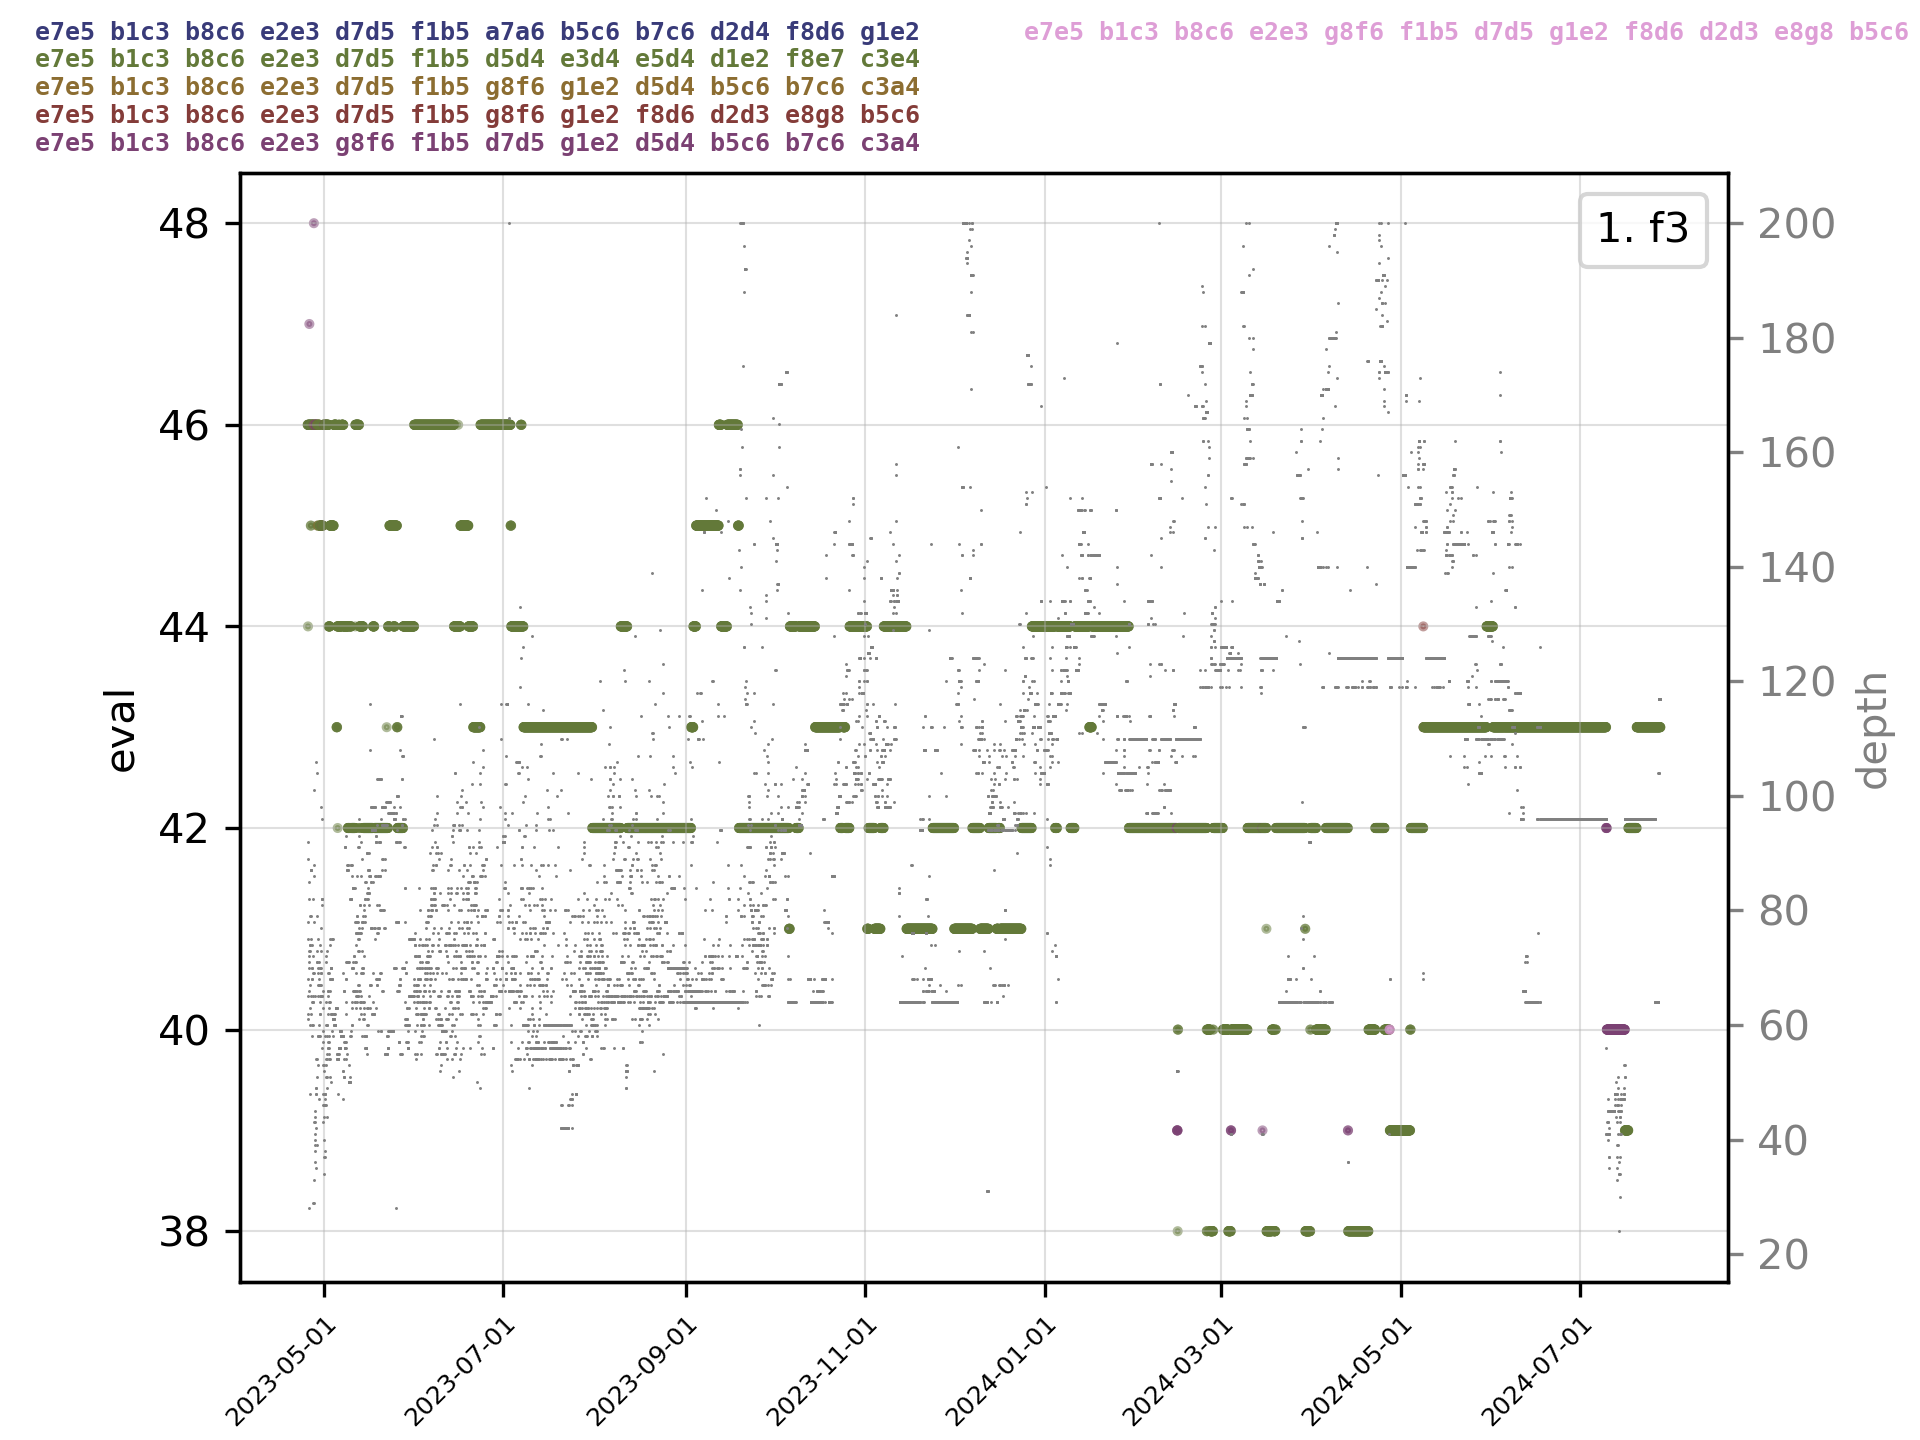 e7e5 b1c3 b8c6 e2e3 d7d5 f1b5 a7a6 b5c6 b7c6 d2d4 f8d6 g1e2
e7e5 b1c3 b8c6 e2e3 d7d5 f1b5 d5d4 e3d4 e5d4 d1e2 f8e7 c3e4
e7e5 b1c3 b8c6 e2e3 d7d5 f1b5 g8f6 g1e2 d5d4 b5c6 b7c6 c3a4
e7e5 b1c3 b8c6 e2e3 d7d5 f1b5 g8f6 g1e2 f8d6 d2d3 e8g8 b5c6
e7e5 b1c3 b8c6 e2e3 g8f6 f1b5 d7d5 g1e2 d5d4 b5c6 b7c6 c3a4
e7e5 b1c3 b8c6 e2e3 g8f6 f1b5 d7d5 g1e2 f8d6 d2d3 e8g8 b5c6
1. f3
eval
48
46
44
42
40
38
depth
200
180
160
140
120
100
80
60
40
20
2023-05-01
2023-07-01
2023-09-01
2023-11-01
2024-01-01
2024-03-01
2024-05-01
2024-07-01